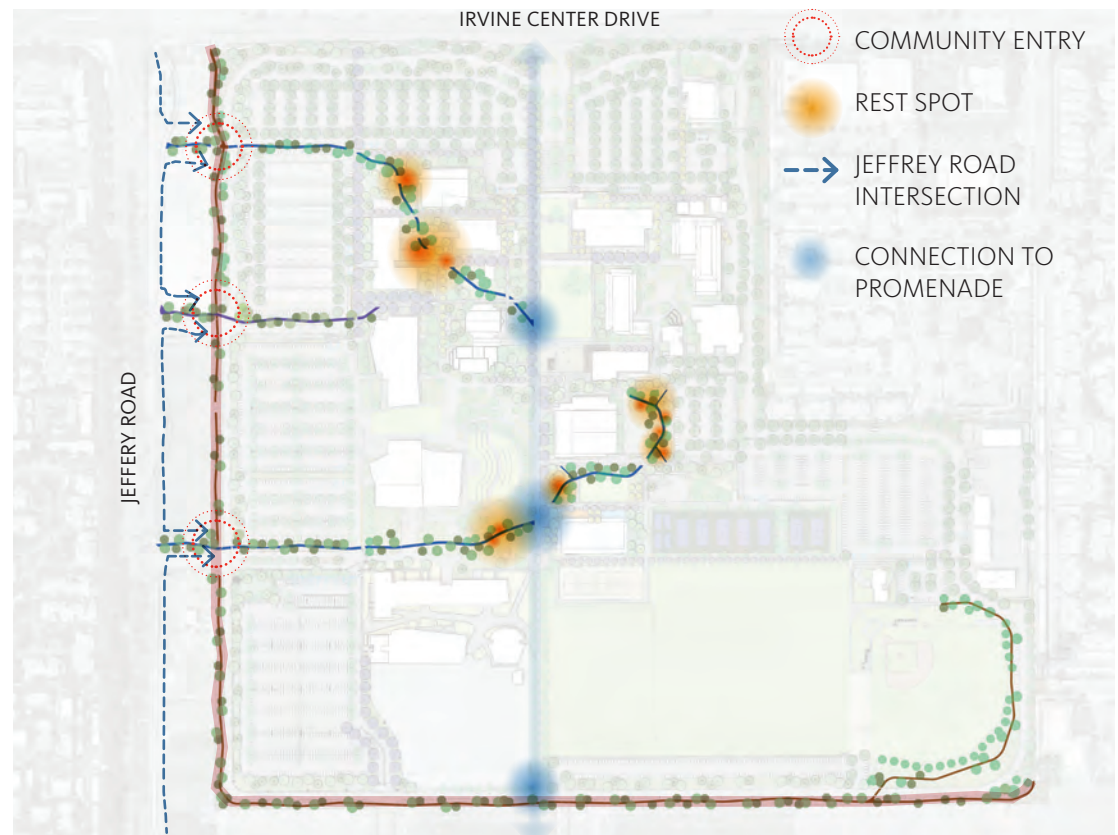 IRVINE CENTER DRIVE
COMMUNITY ENTRY
REST SPOT
JEFFREY ROAD
INTERSECTION
CONNECTION TO
PROMENADE
JEFFERY ROAD